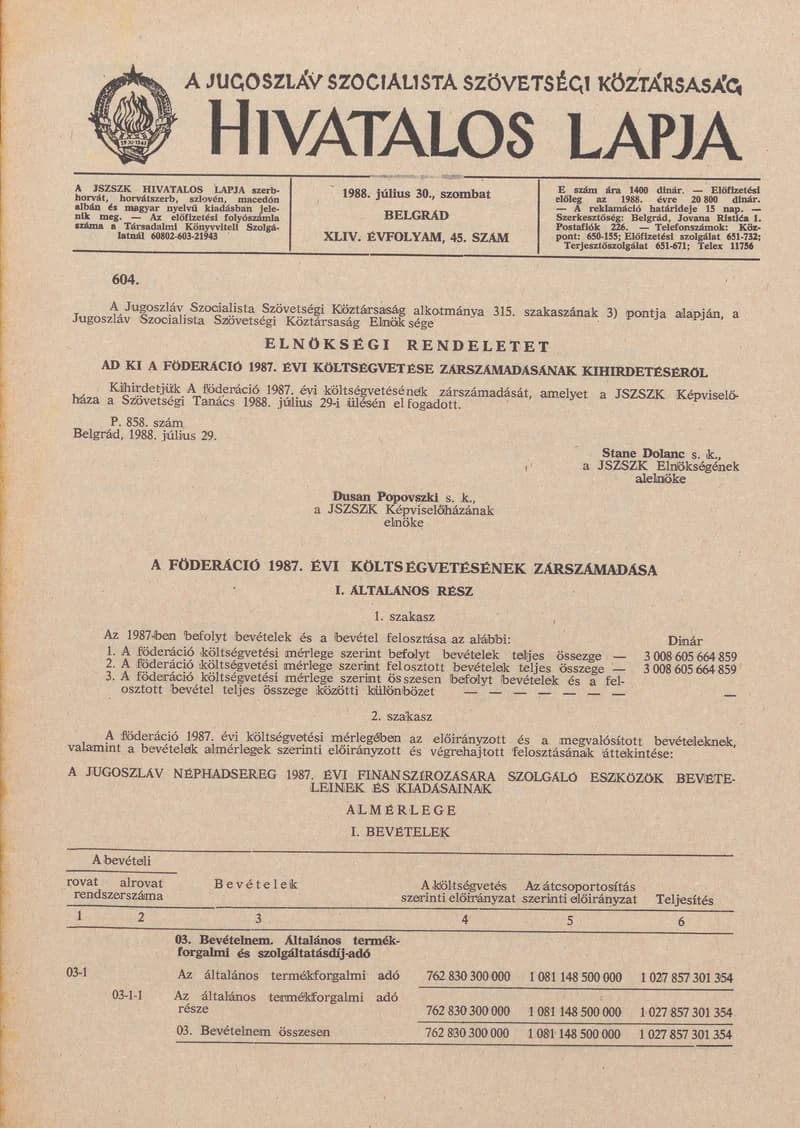 A JUGOSZLÁV SZOCIALISTA SZÖVETSÉGI KÖZTÁRSASÁG
HIVATALOS LAPJA
A JSZSZK HIVATALOS LAPJA szerb-
horvát, horvátszerb, szlovén, macedón
albán és magyar nyelvű kiadásban jele-
nik meg. — Az előfizetési folyószámla
száma a Társadalmi Könyvviteli Szolgá-
latnál 60802-603-21943
1988. július 30., szombat
BELGRÁD
XLIV. ÉVFOLYAM, 45. SZÁM
E szám ára 1400 dinár. — Előfizetési
előleg az 1988. évre 20 800 dinár.
— A reklamáció határideje 15 nap. —
Szerkesztőség: Belgrád, Jovana Ristića 1.
Postafiók 226. — Telefonszámok: Köz-
pont: 650-155; Előfizetési szolgálat 651-732;
Terjesztőszolgálat 651-671; Telex 11756
604.
A Jugoszláv Szocialista Szövetségi Köztársaság alkotmánya 315. szakaszának 3) pontja alapján, a
Jugoszláv Szocialista Szövetségi Köztársaság Elnöksége
ELNÖKSÉGI RENDELETET
AD KI A FÖDERÁCIÓ 1987. ÉVI KÖLTSÉGVETÉSE ZÁRSZÁMADÁSÁNAK KIHIRDETÉSÉRŐL
Kihirdetjük A föderáció 1987. évi költségvetésének zárszámadását, amelyet a JSZSZK Képviselő-
háza a Szövetségi Tanács 1988. július 29-i ülésén elfogadott.
P. 858. szám
Belgrád, 1988. július 29.
Stane Dolanc s. k.,
a JSZSZK Elnökségének
alelnöke
Dusan Popovszki s. k.,
a JSZSZK Képviselőházának
elnöke
A FÖDERÁCIÓ 1987. ÉVI KÖLTSÉGVETÉSÉNEK ZÁRSZÁMADÁSA
I. ÁLTALÁNOS RÉSZ
1. szakasz
Az 1987-ben befolyt bevételek és a bevétel felosztása az alábbi: Dinár
1. A föderáció költségvetési mérlege szerint befolyt bevételek teljes össezge — 3 008 605 664 859
2. A föderáció költségvetési mérlege szerint felosztott bevételek teljes összege — 3 008 605 664 859
3. A föderáció költségvetési mérlege szerint összesen befolyt bevételek és a fel-
osztott bevétel teljes összege közötti különbözet — — — — — — — —
2. szakasz
A föderáció 1987. évi költségvetési mérlegében az előirányzott és a megvalósított bevételeknek,
valamint a bevételek almérlegek szerinti előirányzott és végrehajtott felosztásának áttekintése:
A JUGOSZLÁV NÉPHADSEREG 1987. ÉVI FINANSZÍROZÁSÁRA SZOLGÁLÓ ESZKÖZÖK BEVÉTE-
LEINEK ÉS KIADÁSAINAK
ALMÉRLEGE
I. BEVÉTELEK
A bevételi
rovat alrovat
rendszerszáma
Bevételek
A költségvetés
szerinti előirányzat
Az átcsoportosítás
szerinti előirányzat
Teljesítés
1 2 3 4 5 6
03. Bevételnem. Általános termék-
forgalmi és szolgáltatásdíj-adó
03-1 Az általános termékforgalmi adó 762 830 300 000 1 081 148 500 000 1 027 857 301 354
03-1-1 Az általános termékforgalmi adó
része 762 830 300 000 1 081 148 500 000 1 027 857 301 354
03. Bevételnem összesen 762 830 300 000 1 081 148 500 000 1 027 857 301 354